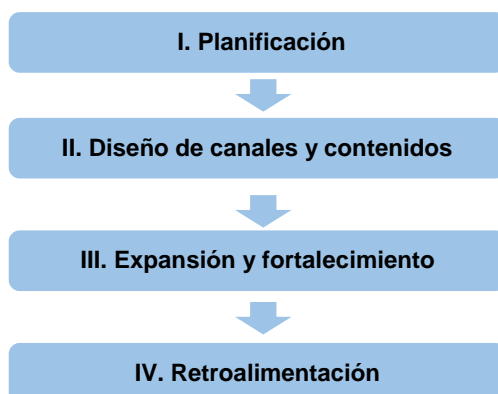 I. Planificación
II. Diseño de canales y contenidos
III. Expansión y fortalecimiento
IV. Retroalimentación